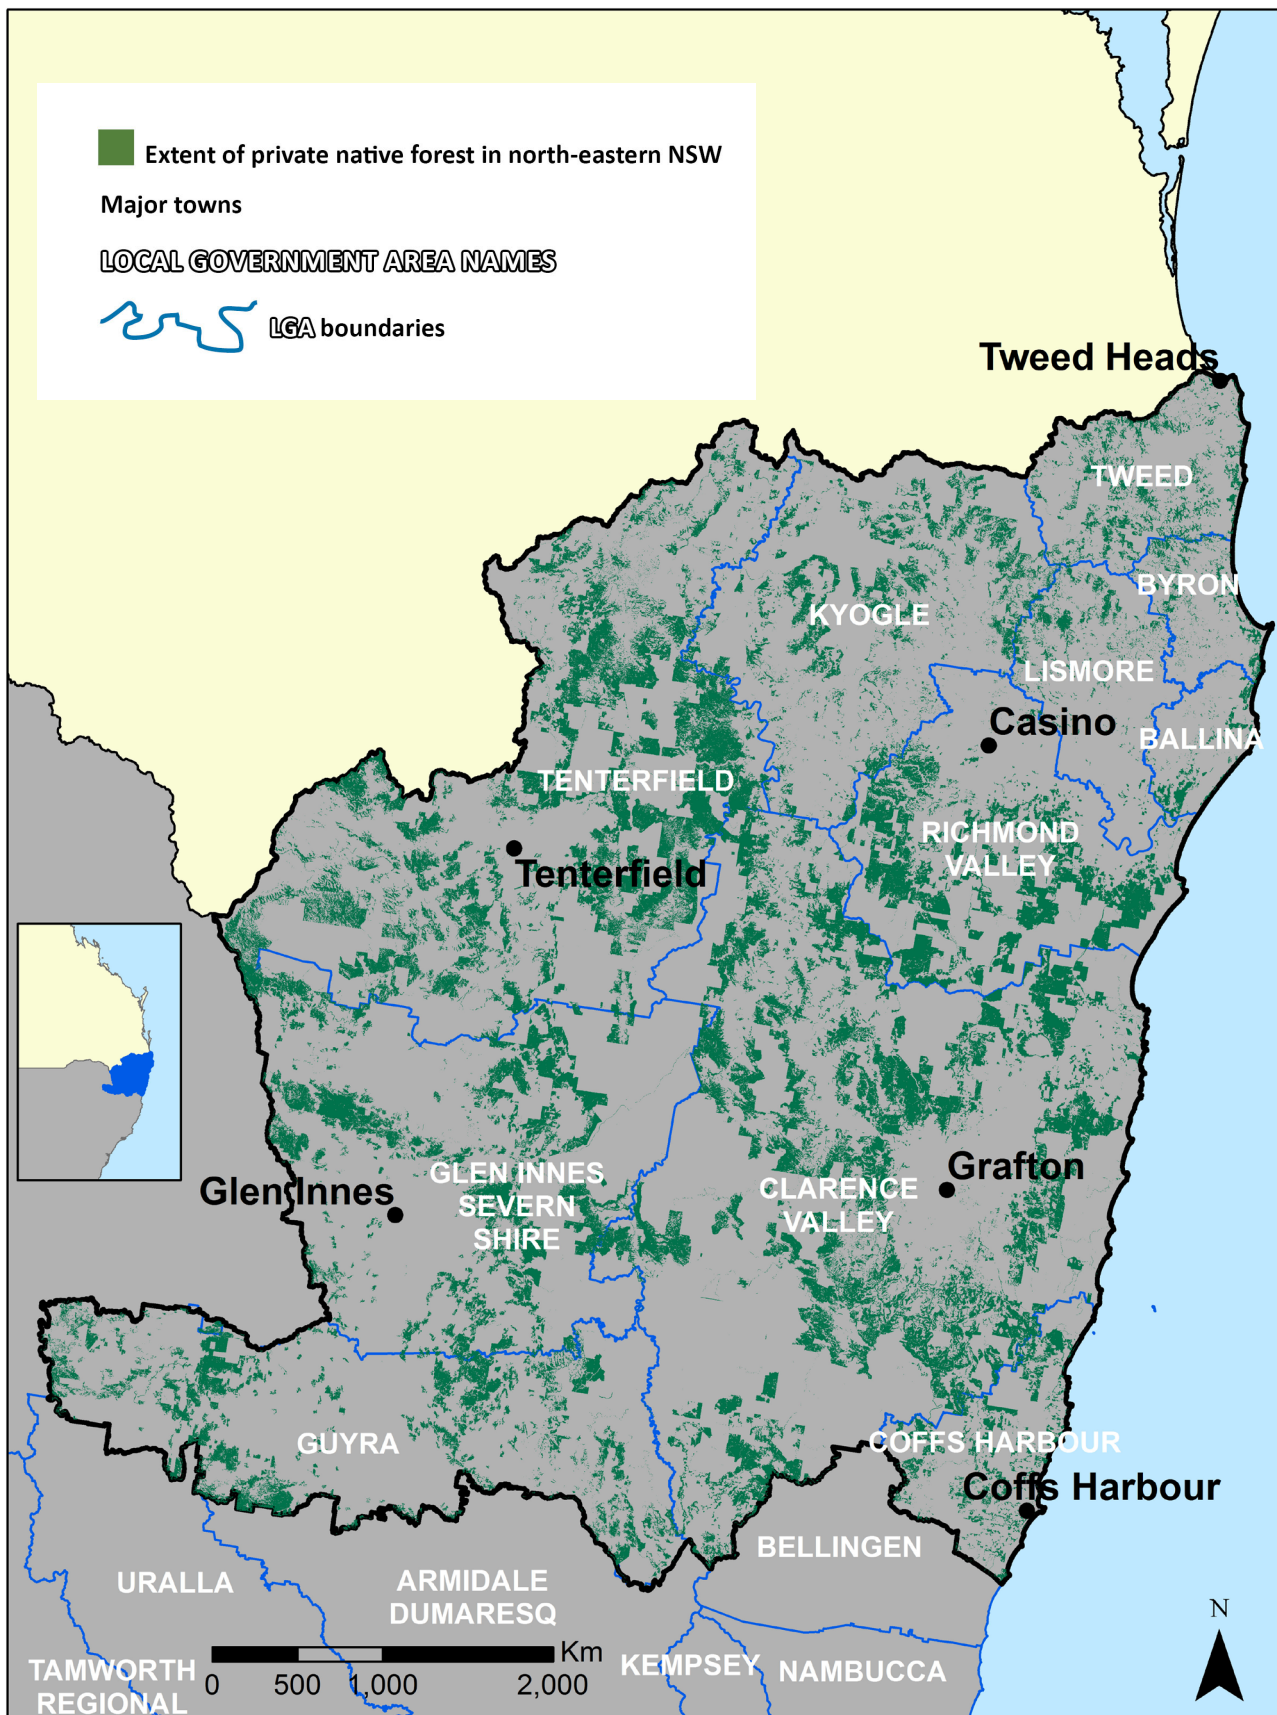 Extent of private native forest in north-eastern NSW
Major towns
LOCAL GOVERNMENT AREA NAMES
LGA boundaries
Tweed Heads
TWEED
BYRON
KYOGLE
LISMORE
Casino
BALLINA
TENTERFIELD
RICHMOND
VALLEY
Tenterfield
Grafton
GLEN INNES
SEVERN
SHIRE
Glen Innes
CLARENCE
VALLEY
GUYRA
COFFS HARBOUR
Coffs Harbour
BELLINGEN
URALLA
ARMIDALE
DUMARESQ
KEMPSEY
NAMBUCCA
TAMWORTH
REGIONAL
Km
0 500 1,000 2,000
N